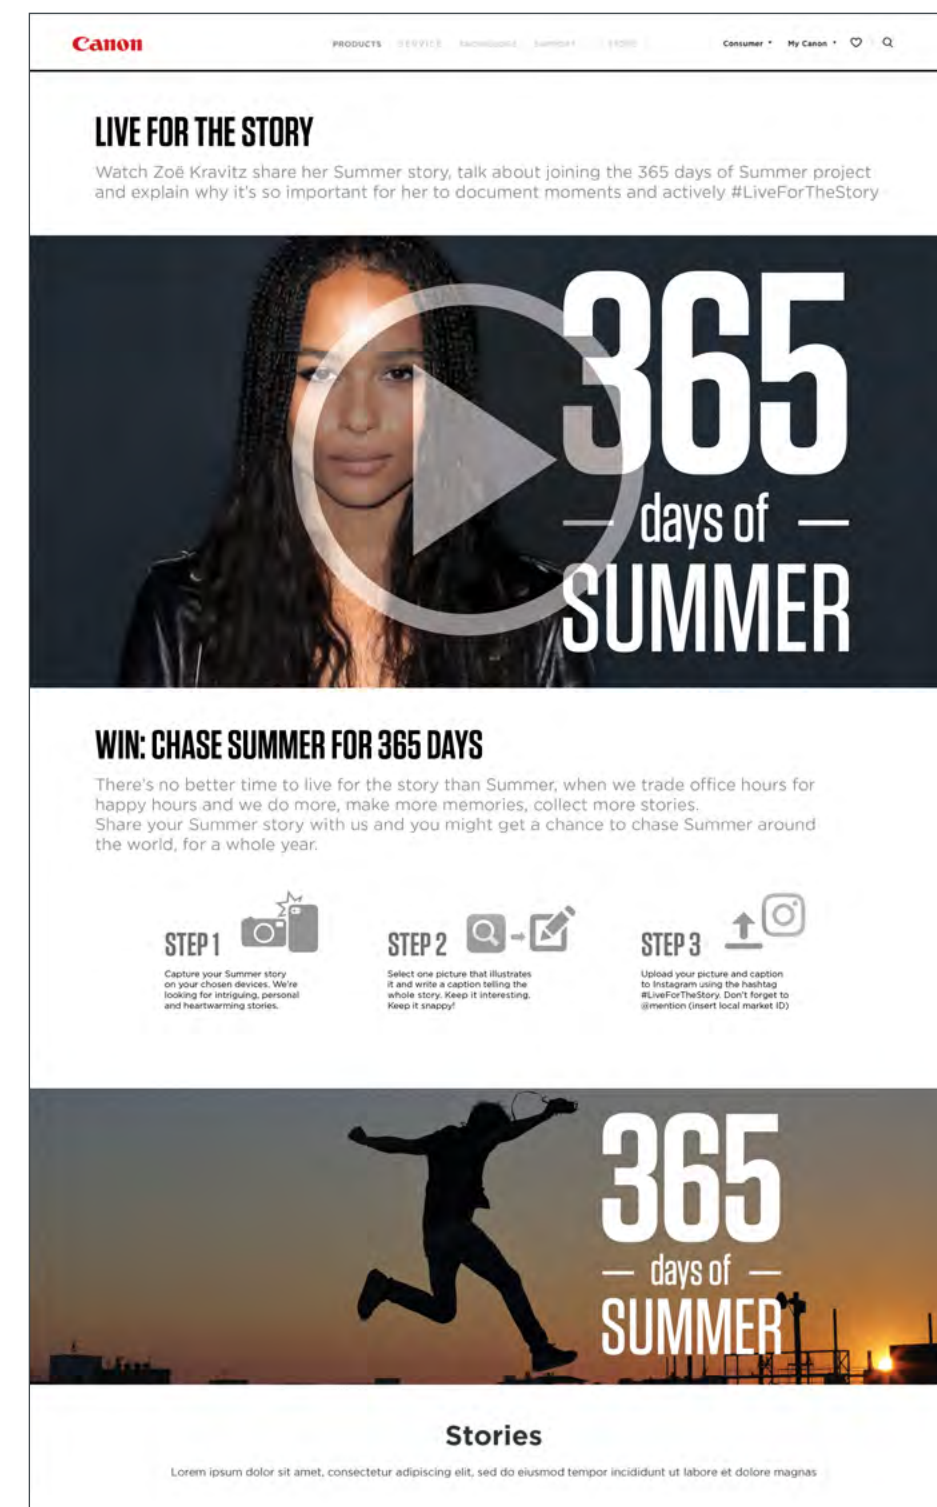 Canon
PRODUCTS SERVICE TECHNOLOGY SUPPORT STORE Consumer My Canon
LIVE FOR THE STORY
Watch Zoë Kravitz share her Summer story, talk about joining the 365 days of Summer project
and explain why it's so important for her to document moments and actively #LiveForTheStory
365
days of
SUMMER
WIN: CHASE SUMMER FOR 365 DAYS
There's no better time to live for the story than Summer, when we trade office hours for
happy hours and we do more, make more memories, collect more stories.
Share your Summer story with us and you might get a chance to chase Summer around
the world, for a whole year.
STEP 1
Capture your Summer story
on your chosen devices. We're
looking for intriguing, personal
and heartwarming stories.
STEP 2
Select one picture that illustrates
it and write a caption telling the
whole story. Keep it interesting.
Keep it snappy!
STEP 3
Upload your picture and caption
to Instagram using the hashtag
#LiveForTheStory. Don't forget to
@mention (insert local market ID)
365
days of
SUMMER
Stories
Lorem ipsum dolor sit amet, consectetur adipiscing elit, sed do eiusmod tempor incididunt ut labore et dolore magnas